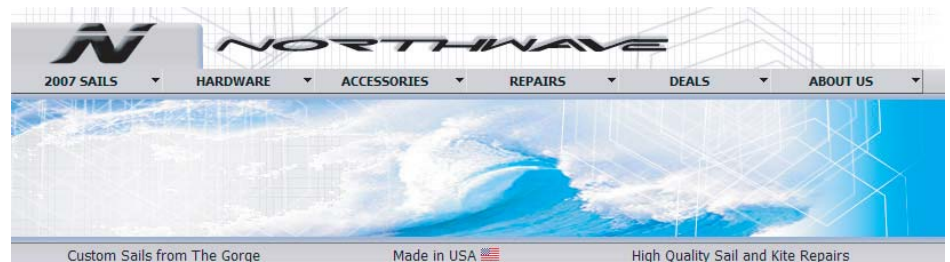 N NORTHWAVE
2007 SAILS HARDWARE ACCESSORIES REPAIRS DEALS ABOUT US
Custom Sails from The Gorge Made in USA High Quality Sail and Kite Repairs